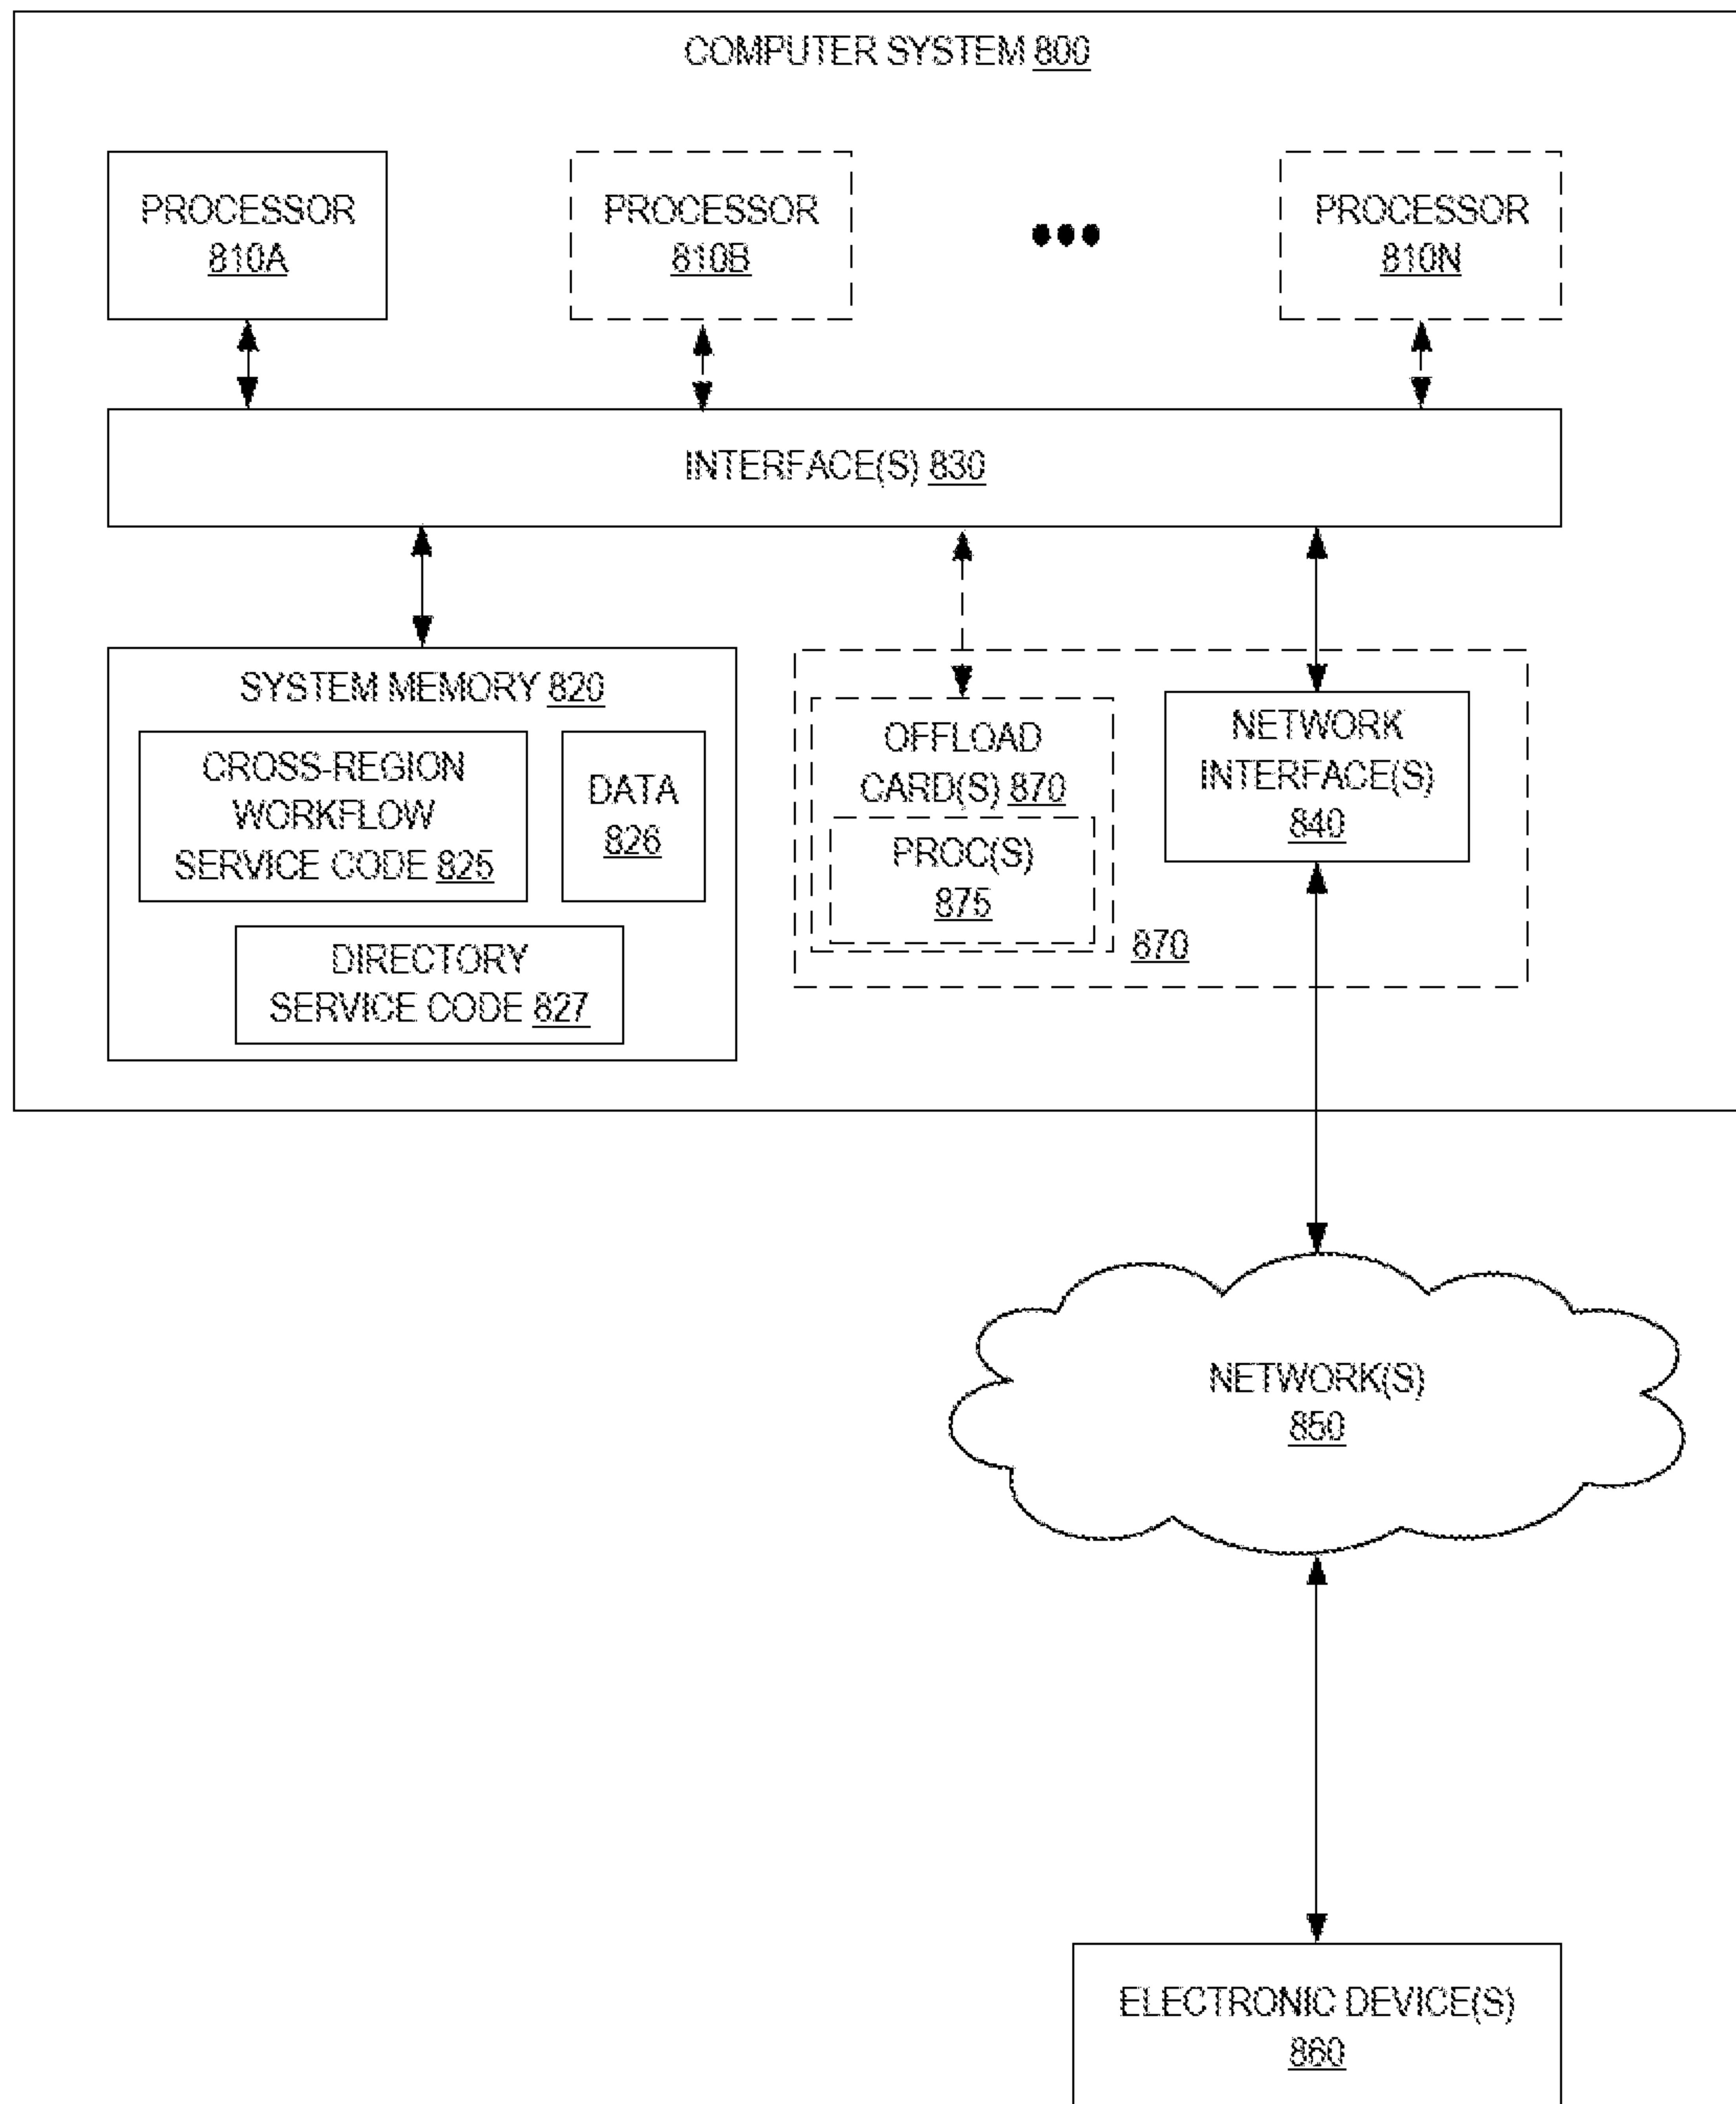 COMPUTER SYSTEM 800
PROCESSOR
810A
PROCESSOR
810B
PROCESSOR
810N
INTERFACE(S) 830
SYSTEM MEMORY 820
CROSS-REGION
WORKFLOW
SERVICE CODE 825
DATA
826
DIRECTORY
SERVICE CODE 827
OFFLOAD
CARD(S) 870
PROC(S)
875
870
NETWORK
INTERFACE(S)
840
NETWORK(S)
850
ELECTRONIC DEVICE(S)
860